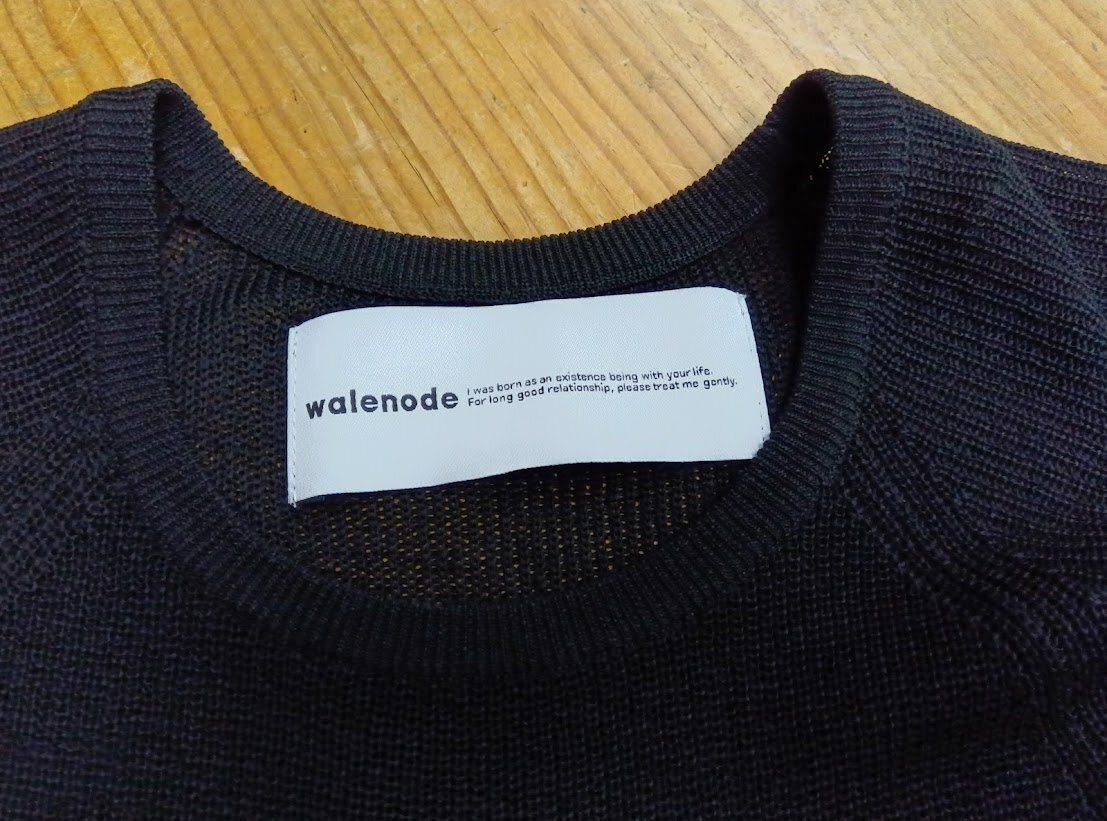 walenode
I was born as an existence being with your life.
For long good relationship, please treat me gently.